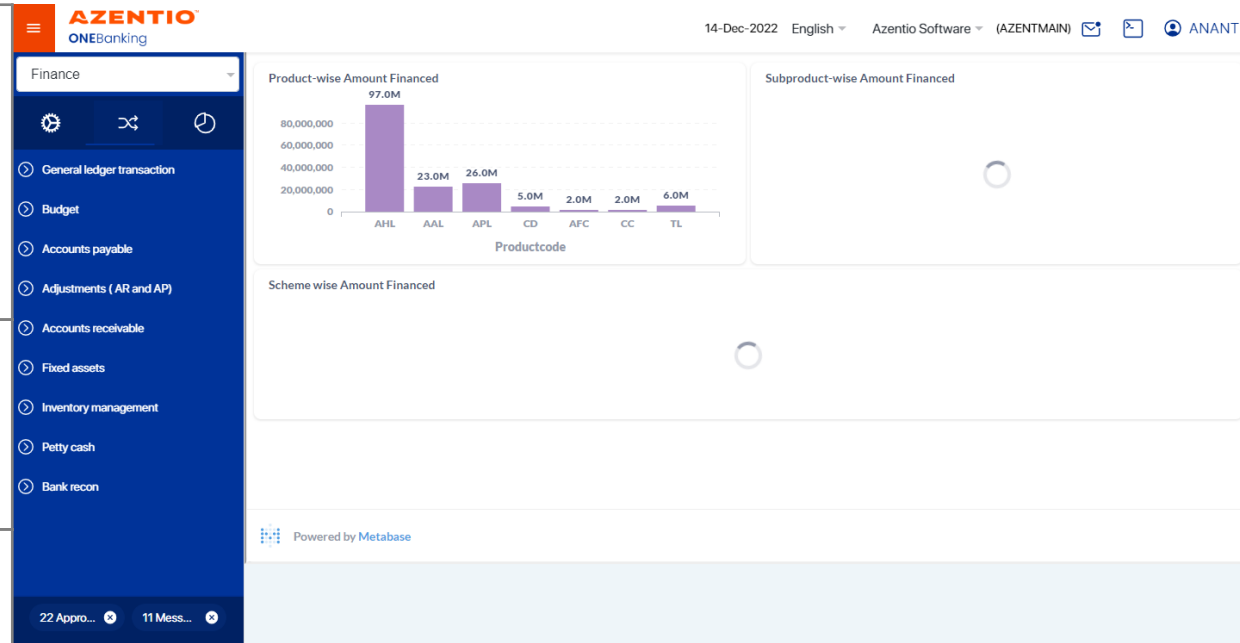 AZENTIO™
ONEBanking
14-Dec-2022 English Azentio Software (AZENTMAIN) ANANT
Finance
General ledger transaction
Budget
Accounts payable
Adjustments ( AR and AP)
Accounts receivable
Fixed assets
Inventory management
Petty cash
Bank recon
22 Appro... 11 Mess...
Product-wise Amount Financed
97.0M
80,000,000
60,000,000
40,000,000
20,000,000
0
23.0M 26.0M 5.0M 2.0M 2.0M 6.0M
AHL AAL APL CD AFC CC TL
Productcode
Subproduct-wise Amount Financed
Scheme wise Amount Financed
Powered by Metabase